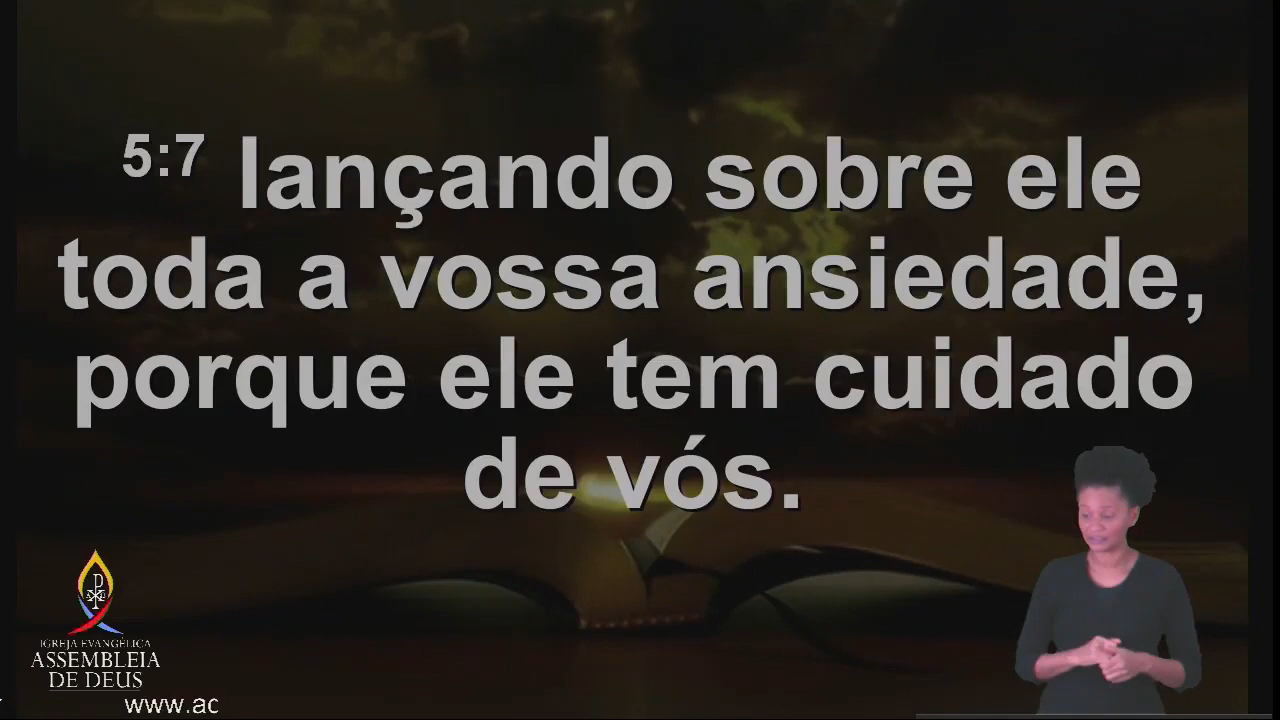 5:7 lançando sobre ele
toda a vossa ansiedade,
porque ele tem cuidado
de vós.
IGREJA EVANGÉLICA
ASSEMBLEIA
DE DEUS
www.ac